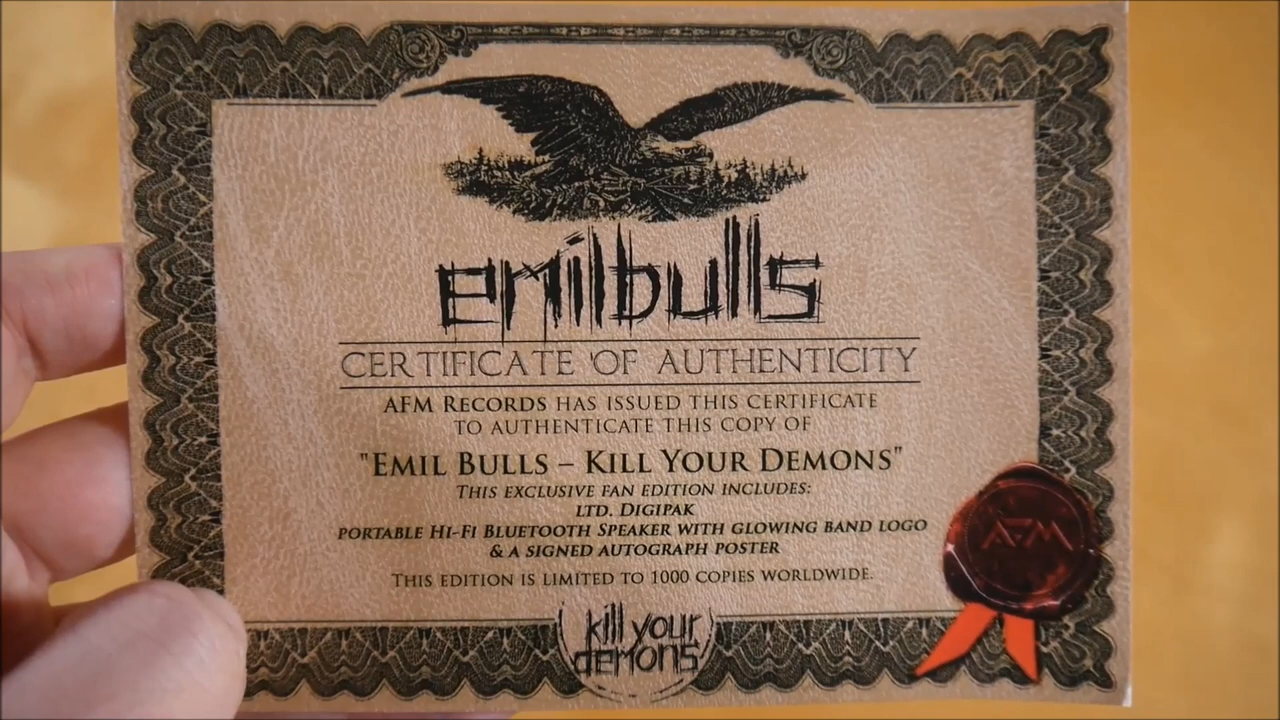 emilbulls
CERTIFICATE OF AUTHENTICITY
AFM RECORDS HAS ISSUED THIS CERTIFICATE
TO AUTHENTICATE THIS COPY OF
"EMIL BULLS – KILL YOUR DEMONS"
THIS EXCLUSIVE FAN EDITION INCLUDES:
LTD. DIGIPAK
PORTABLE HI-FI BLUETOOTH SPEAKER WITH GLOWING BAND LOGO
& A SIGNED AUTOGRAPH POSTER
THIS EDITION IS LIMITED TO 1000 COPIES WORLDWIDE.
AFM
kill your
demons